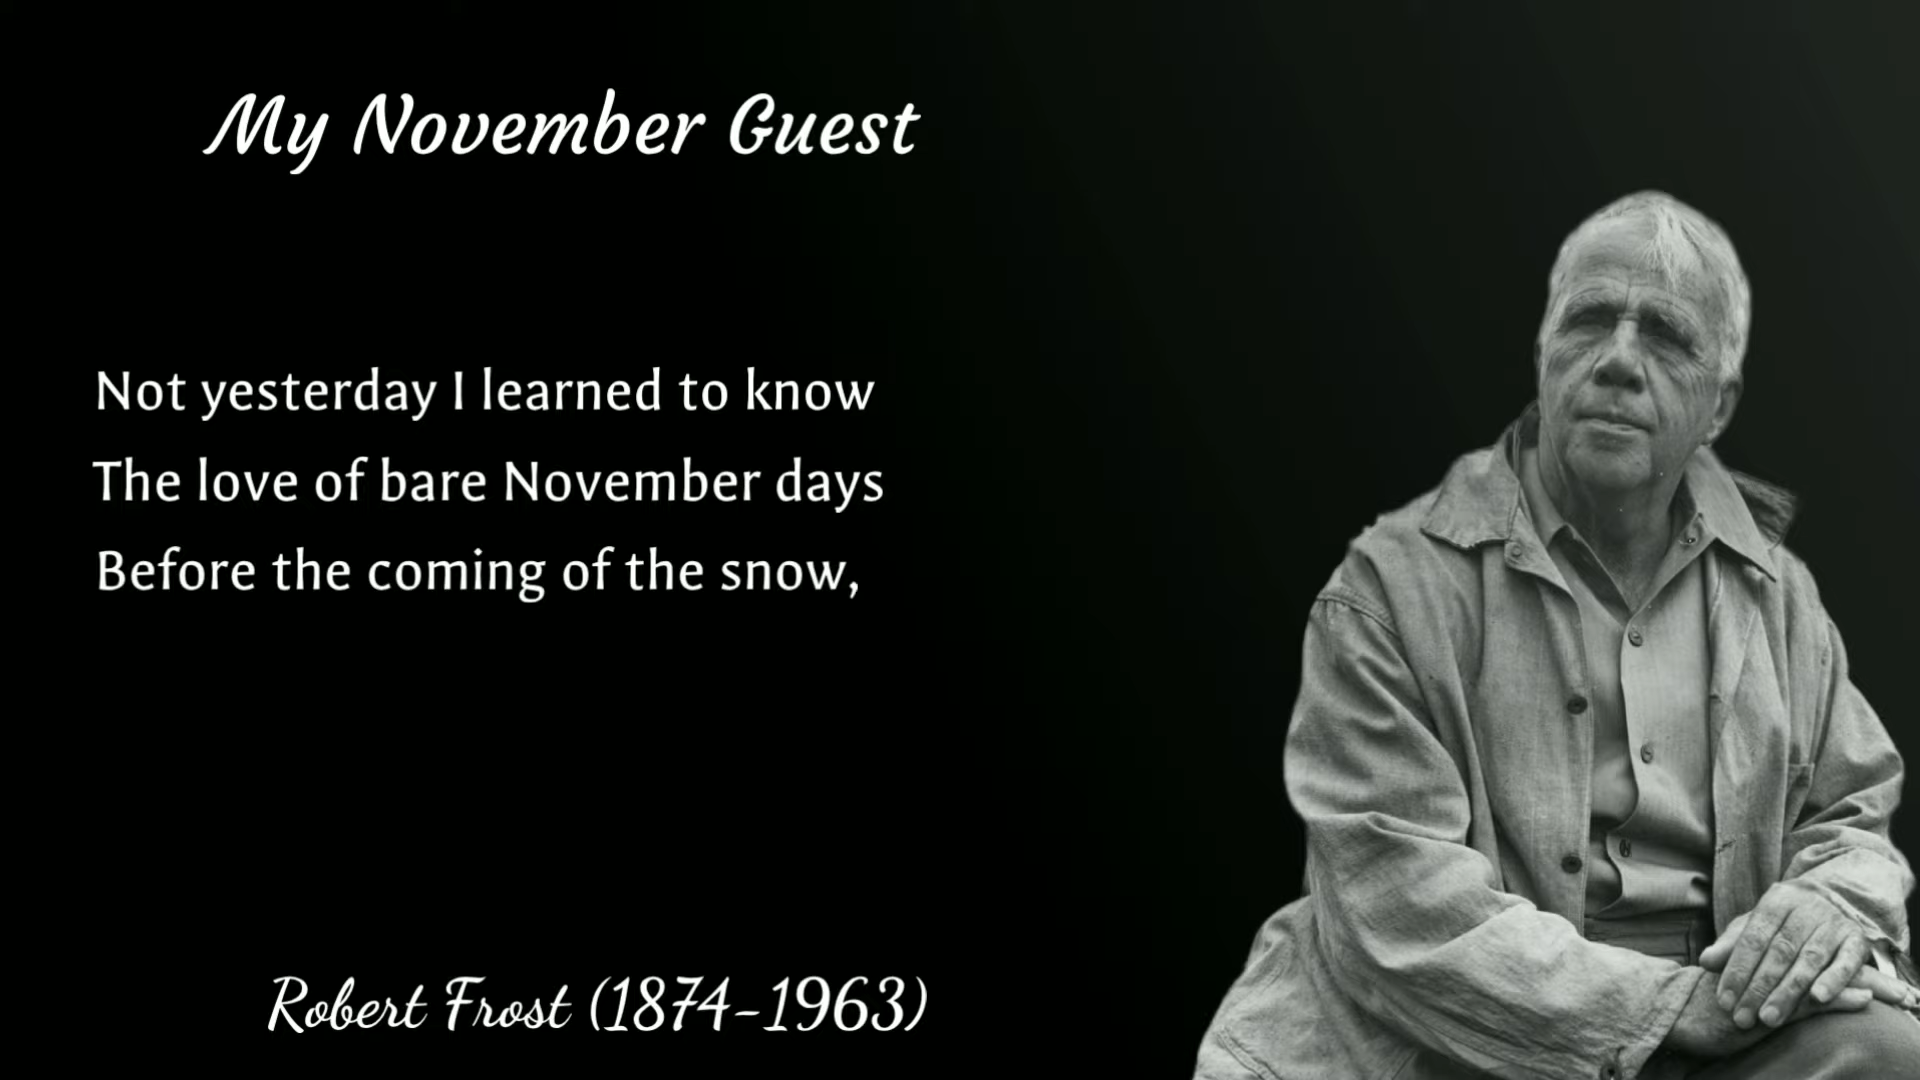 My November Guest
Not yesterday I learned to know
The love of bare November days
Before the coming of the snow,
Robert Frost (1874-1963)